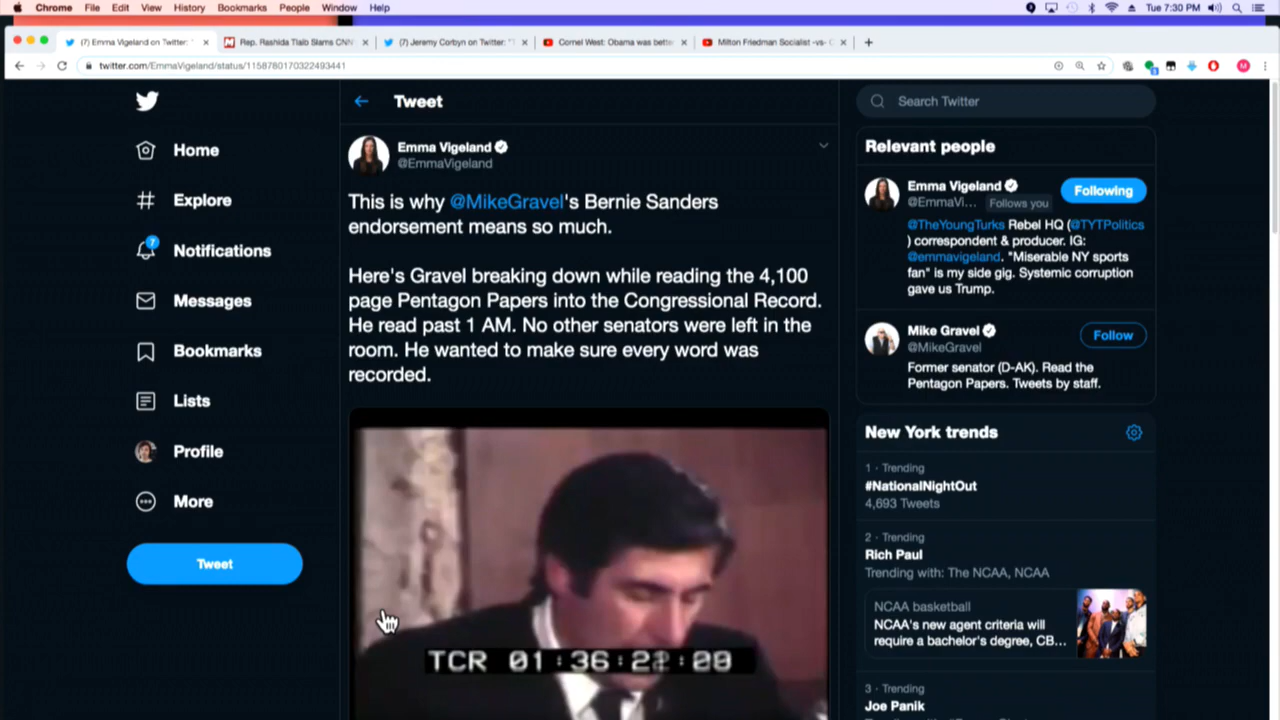 Chrome File Edit View History Bookmarks People Window Help
Tue 7:30 PM
(7) Emma Vigeland on Twitter: "
Rep. Rashida Tlaib Slams CNN
(7) Jeremy Corbyn on Twitter: "T
Cornel West: Obama was bette
Milton Friedman Socialist -vs- C
twitter.com/EmmaVigeland/status/1158780170322493441
M
Home
Explore
7
Notifications
Messages
Bookmarks
Lists
Profile
More
Tweet
Tweet
Emma Vigeland
@EmmaVigeland
This is why @MikeGravel's Bernie Sanders
endorsement means so much.
Here's Gravel breaking down while reading the 4,100
page Pentagon Papers into the Congressional Record.
He read past 1 AM. No other senators were left in the
room. He wanted to make sure every word was
recorded.
TCR 01:36:22:28
Search Twitter
Relevant people
Emma Vigeland
@EmmaVi... Follows you
Following
@TheYoungTurks Rebel HQ (@TYTPolitics
) correspondent & producer. IG:
@emmavigeland. "Miserable NY sports
fan" is my side gig. Systemic corruption
gave us Trump.
Mike Gravel
@MikeGravel
Follow
Former senator (D-AK). Read the
Pentagon Papers. Tweets by staff.
New York trends
1 · Trending
#NationalNightOut
4,693 Tweets
2 · Trending
Rich Paul
Trending with: The NCAA, NCAA
NCAA basketball
NCAA's new agent criteria will
require a bachelor's degree, CB...
3 · Trending
Joe Panik